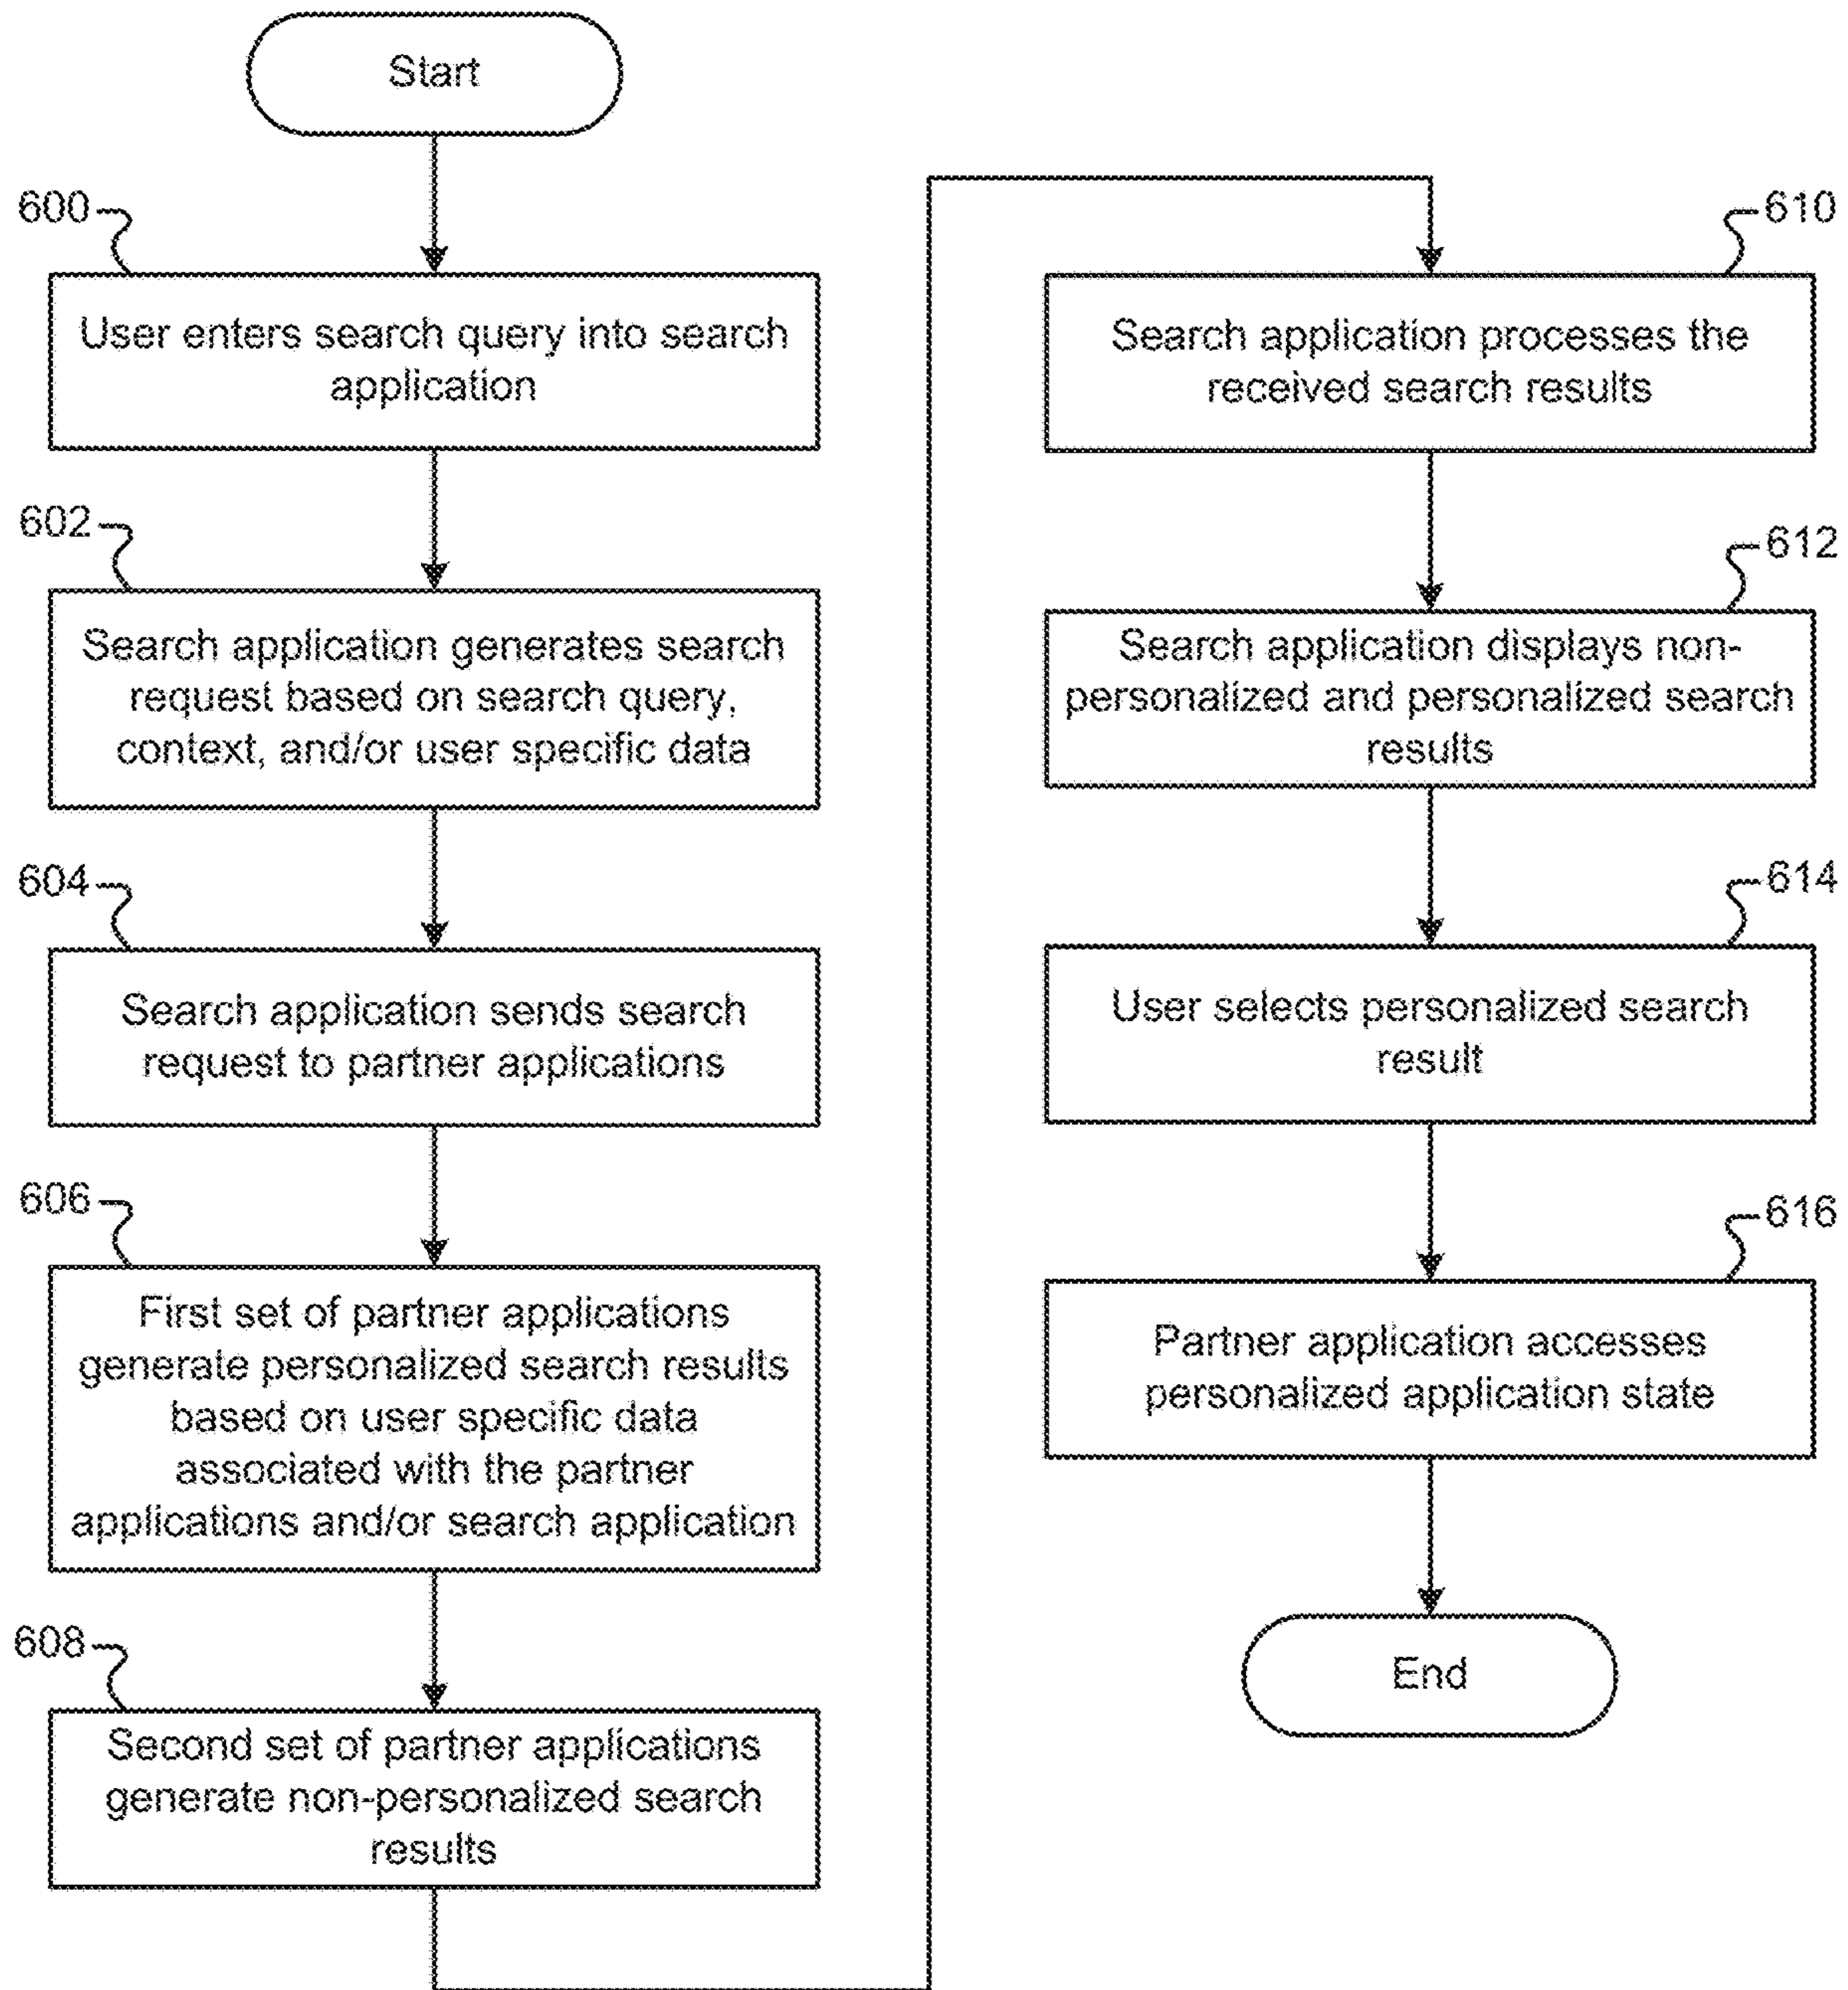 Start
600
User enters search query into search
application
602
Search application generates search
request based on search query,
context, and/or user specific data
604
Search application sends search
request to partner applications
606
First set of partner applications
generate personalized search results
based on user specific data
associated with the partner
applications and/or search application
608
Second set of partner applications
generate non-personalized search
results
610
Search application processes the
received search results
612
Search application displays non-
personalized and personalized search
results
614
User selects personalized search
result
616
Partner application accesses
personalized application state
End